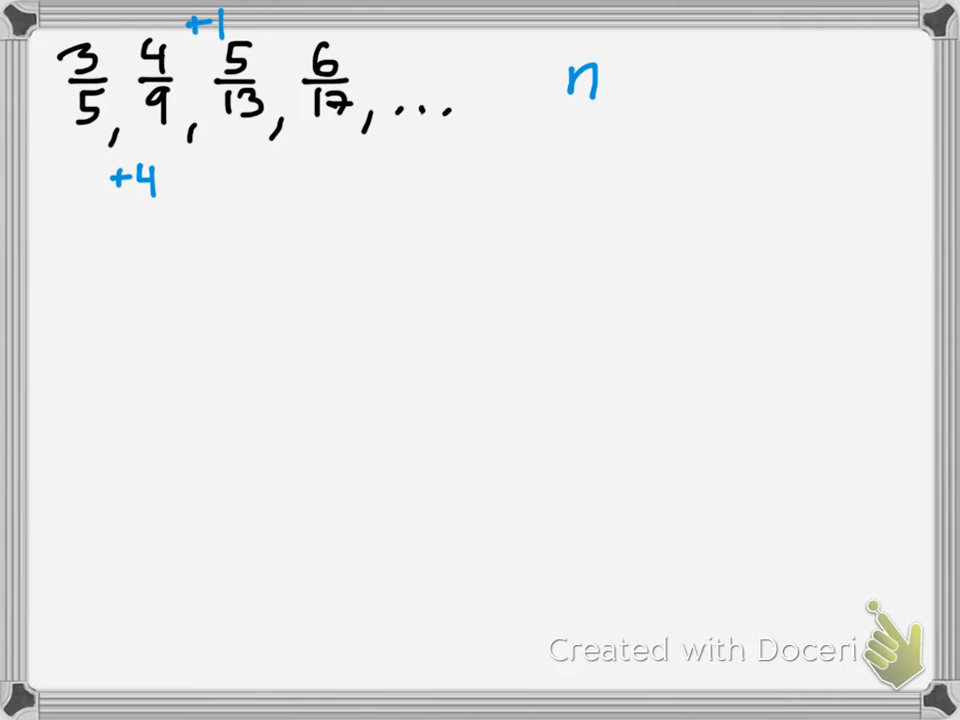 +1
3/5, 4/9, 5/13, 6/17, ... n
+4
Created with Doceri